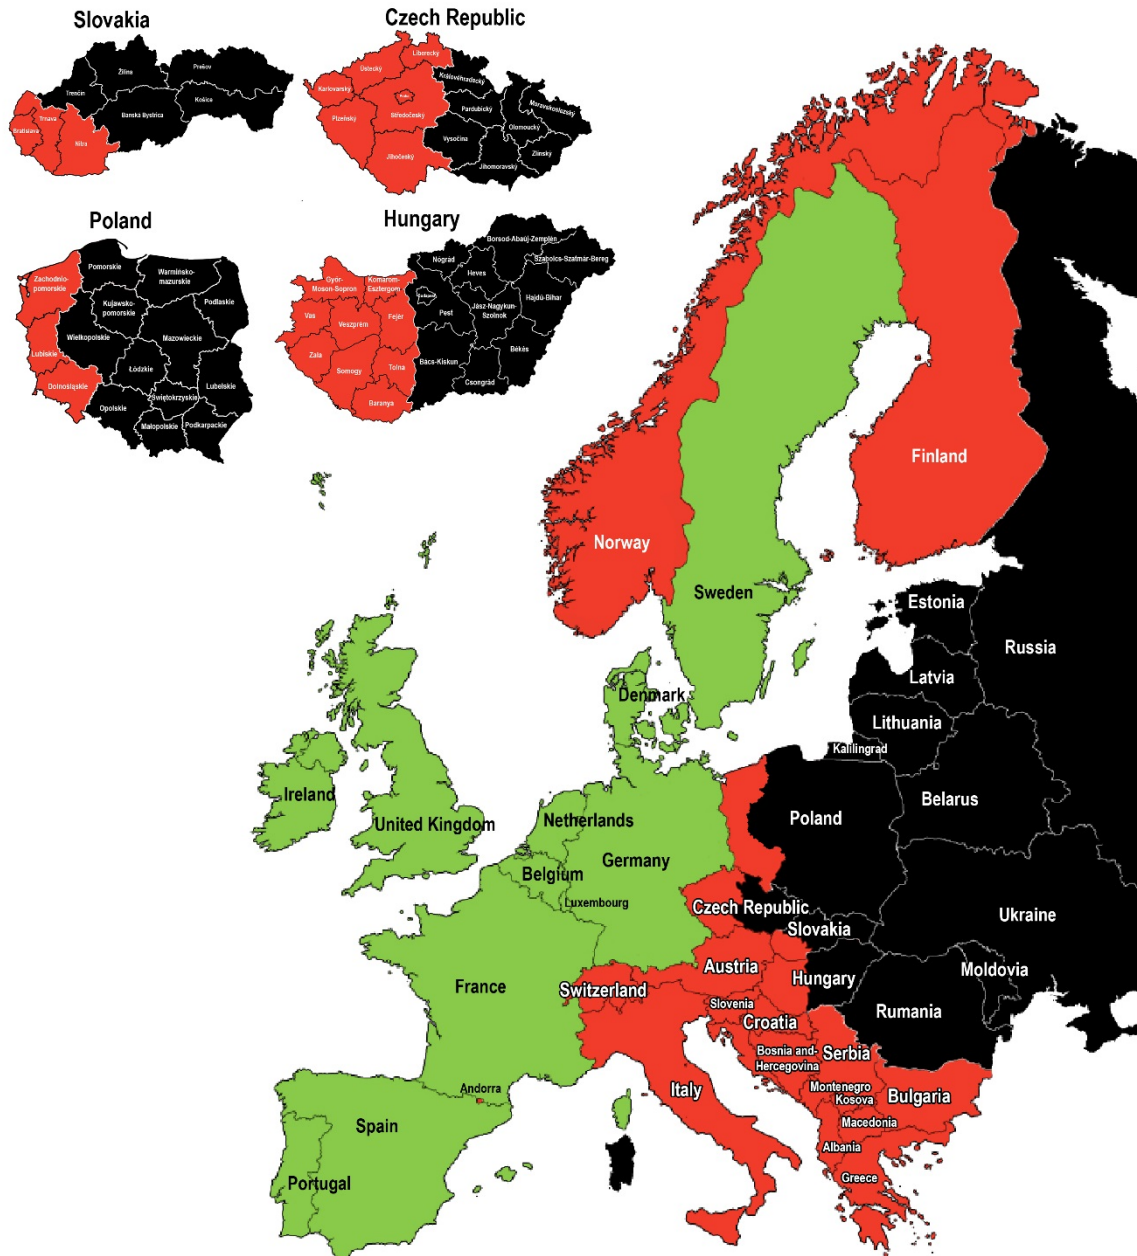 Slovakia
Czech Republic
Žilina
Prešov
Trenčín
Košice
Banska Bystrica
Trnava
Bratislava
Nitra
Liberecký
Ústecký
Karlovarský
Královéhradecký
Plzeňský
Středočeský
Pardubický
Moravskoslezský
Olomoucký
Vysočina
Zlínský
Jihočeský
Jihomoravský
Poland
Hungary
Zachodnio-
pomorskie
Pomorskie
Warmińsko-
mazurskie
Kujawsko-
pomorskie
Podlaskie
Wielkopolskie
Mazowieckie
Lubiskie
Łódzkie
Dolnośląskie
Lubelskie
Opolskie
Świętokrzyskie
Małopolskie
Podkarpackie
Borsod-Abaúj-Zemplén
Nógrád
Szabolcs-Szatmár-Bereg
Heves
Győr-
Moson-Sopron
Komarom-
Esztergom
Hajdú-Bihar
Vas
Veszprém
Fejér
Pest
Jász-Nagykun-
Szolnok
Zala
Somogy
Tolna
Bács-Kiskun
Békés
Csongrád
Baranya
Finland
Norway
Sweden
Estonia
Russia
Latvia
Denmark
Lithuania
Kalilingrad
Belarus
Ireland
United Kingdom
Netherlands
Poland
Germany
Belgium
Luxembourg
Czech Republic
Slovakia
Ukraine
Austria
Hungary
Moldovia
France
Switzerland
Slovenia
Croatia
Rumania
Bosnia and-
Hercegovina
Serbia
Andorra
Italy
Montenegro
Kosova
Bulgaria
Spain
Macedonia
Albania
Portugal
Greece